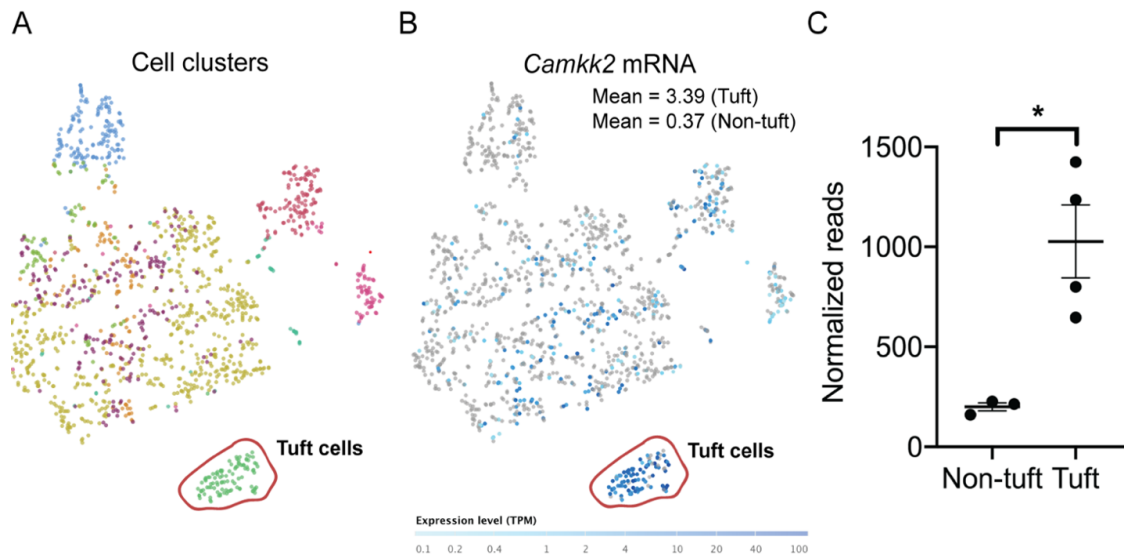 A
Cell clusters
Tuft cells
B
Camkk2 mRNA
Mean = 3.39 (Tuft)
Mean = 0.37 (Non-tuft)
Tuft cells
Expression level (TPM)
0.1 0.2 0.4 1 2 4 10 20 40 100
C
*
Normalized reads
1500
1000
500
0
Non-tuft Tuft